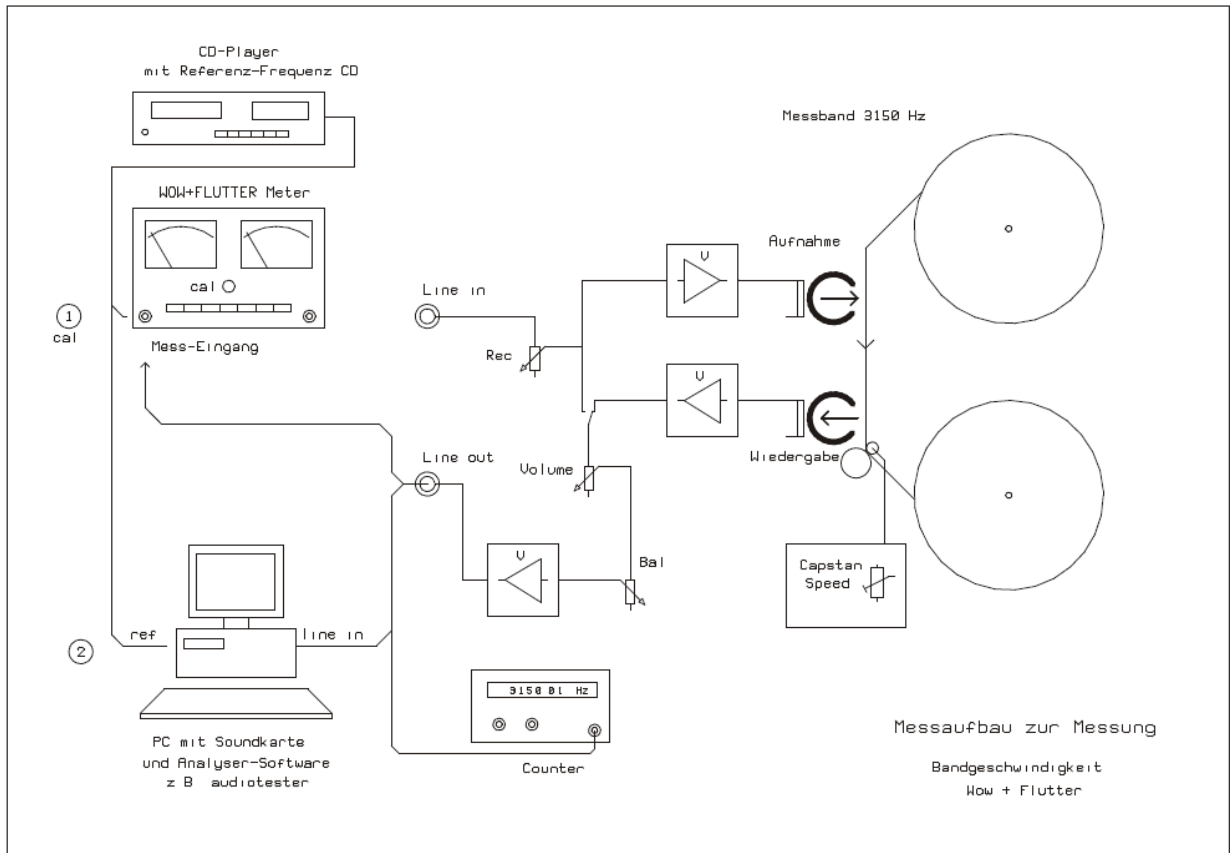 CD-Player
mit Referenz-Frequenz CD
Messband 3150 Hz
WOW+FLUTTER Meter
cal
1
cal
Mess-Eingang
Line in
Rec
V
Aufnahme
V
Wiedergabe
Line out
Volume
V
Bal
Capstan
Speed
2
ref
line in
3150 01 Hz
Counter
PC mit Soundkarte
und Analyser-Software
z B audiotester
Messaufbau zur Messung
Bandgeschwindigkeit
Wow + Flutter